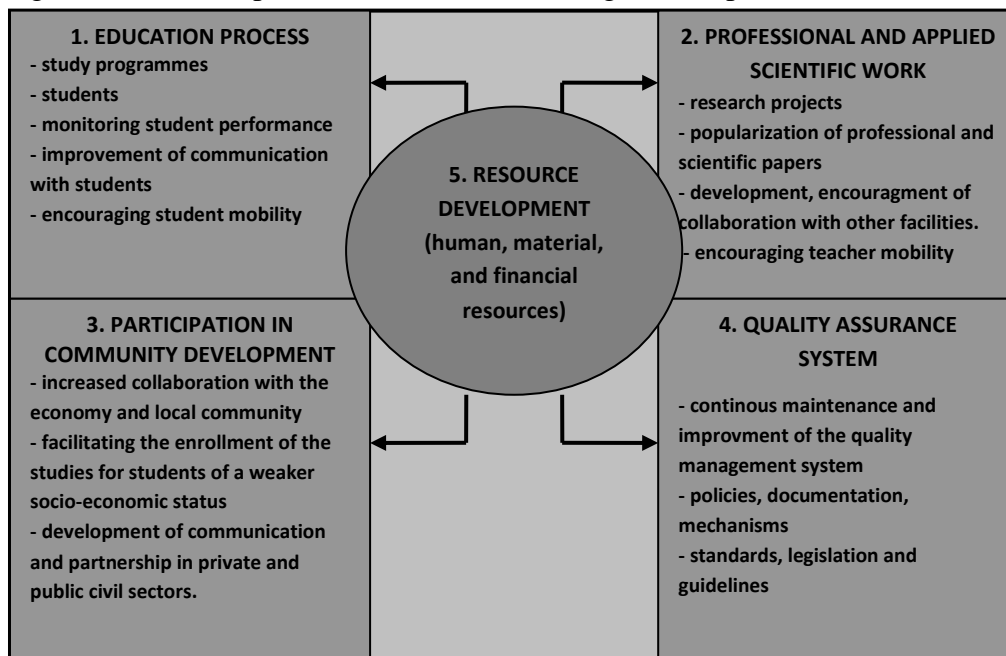 1. EDUCATION PROCESS
- study programmes
- students
- monitoring student performance
- improvement of communication
with students
- encouraging student mobility
2. PROFESSIONAL AND APPLIED
SCIENTIFIC WORK
- research projects
- popularization of professional and
scientific papers
- development, encouragment of
collaboration with other facilities.
- encouraging teacher mobility
5. RESOURCE
DEVELOPMENT
(human, material,
and financial
resources)
3. PARTICIPATION IN
COMMUNITY DEVELOPMENT
- increased collaboration with the
economy and local community
- facilitating the enrollment of the
studies for students of a weaker
socio-economic status
- development of communication
and partnership in private and
public civil sectors.
4. QUALITY ASSURANCE
SYSTEM
- continous maintenance and
improvment of the quality
management system
- policies, documentation,
mechanisms
- standards, legislation and
guidelines